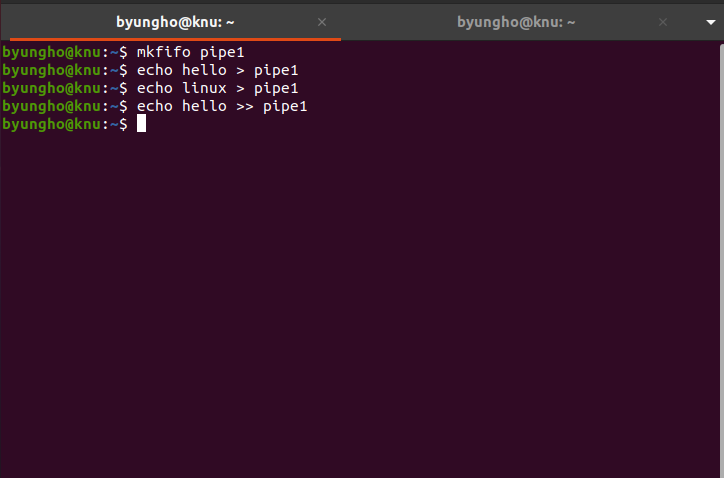 byungho@knu: ~ × byungho@knu: ~ ×
byungho@knu:~$ mkfifo pipe1
byungho@knu:~$ echo hello > pipe1
byungho@knu:~$ echo linux > pipe1
byungho@knu:~$ echo hello >> pipe1
byungho@knu:~$